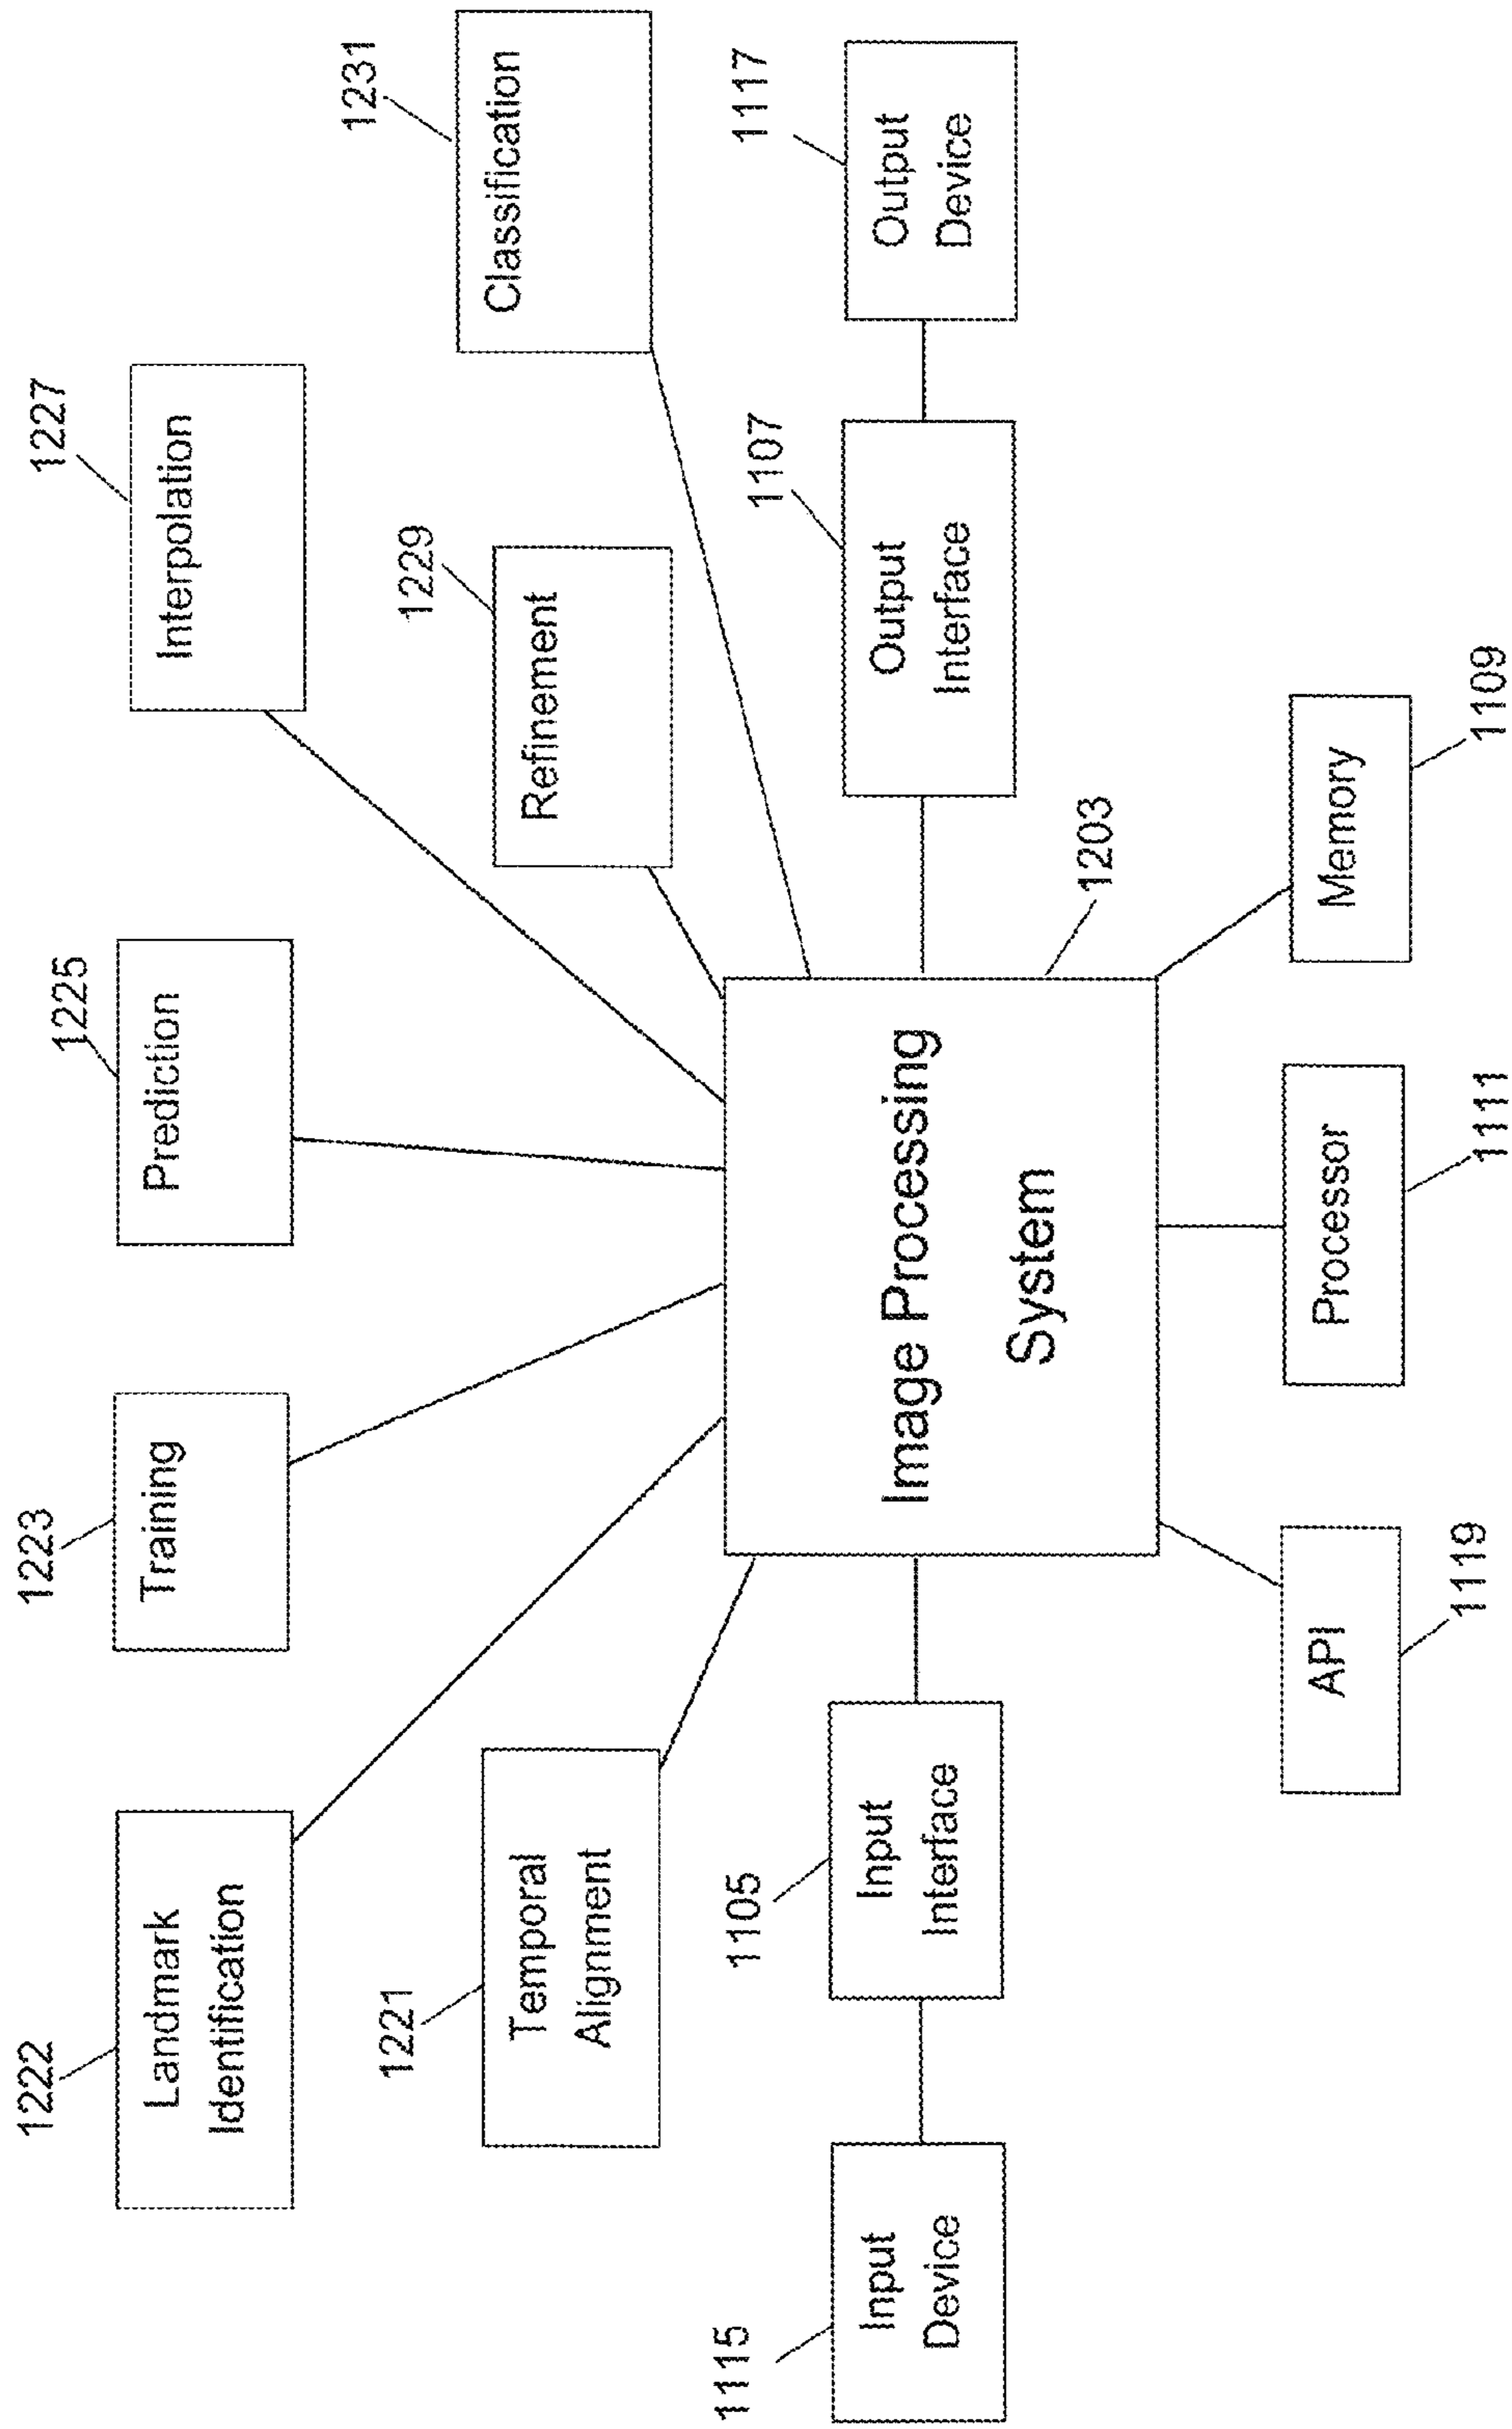 1222
Landmark
Identification
1223
Training
1225
Prediction
1227
Interpolation
1221
Temporal
Alignment
1229
Refinement
1231
Classification
1115
Input
Device
1105
Input
Interface
Image Processing
System
1203
1107
Output
Interface
1117
Output
Device
API
1119
Processor
1111
Memory
1109